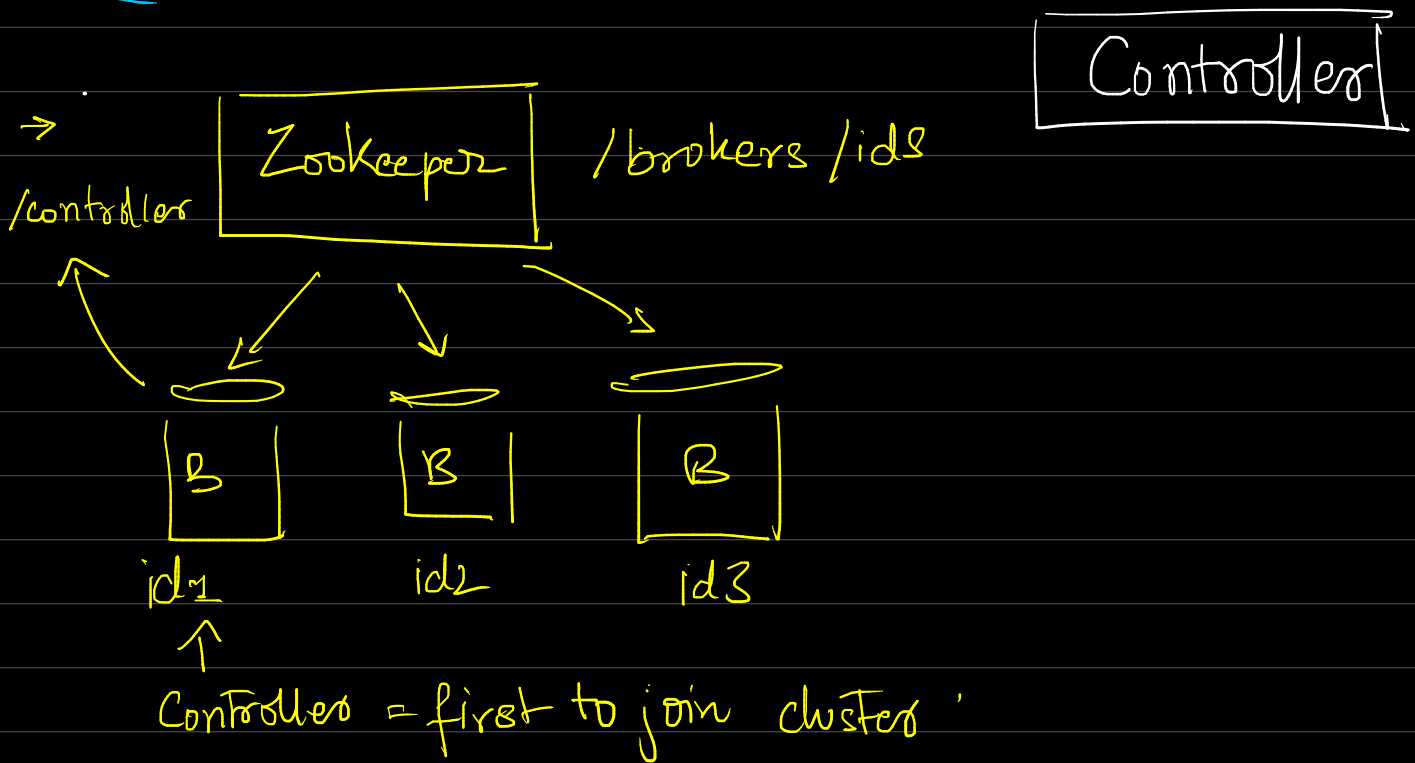 Controller
Zookeeper
/brokers/ids
→
/controller
B
B
B
id1
id2
id3
Controller = first to join cluster